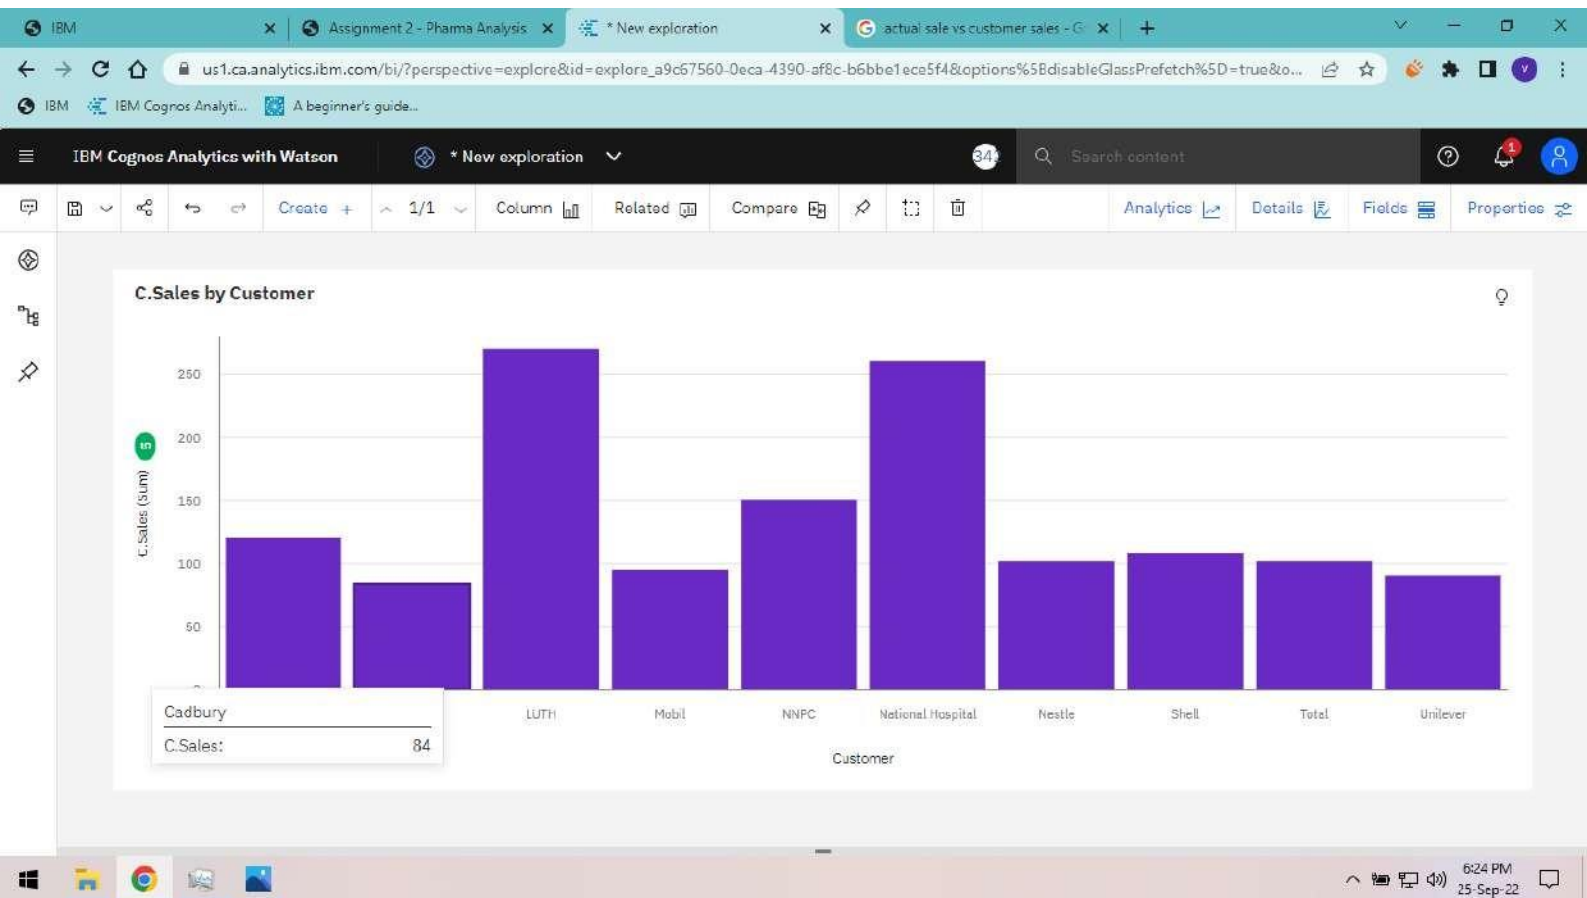 IBM
Assignment 2 - Pharma Analysis
* New exploration
actual sale vs customer sales - G
us1.ca.analytics.ibm.com/bi/?perspective=explore&id=explore_a9c67560-0eca-4390-af8c-b6bbe1ece5f4&options%5BdisableGlassPrefetch%5D=true&o...
V
IBM
IBM Cognos Analyti...
A beginner's guide...
IBM Cognos Analytics with Watson
* New exploration
34
Search content
1
Create +
1/1
Column
Related
Compare
Analytics
Details
Fields
Properties
C.Sales by Customer
250
200
150
100
50
C.Sales (Sum)
5
Cadbury
C.Sales: 84
LUTH
Mobil
NNPC
National Hospital
Nestle
Shell
Total
Unilever
Customer
6:24 PM
25-Sep-22